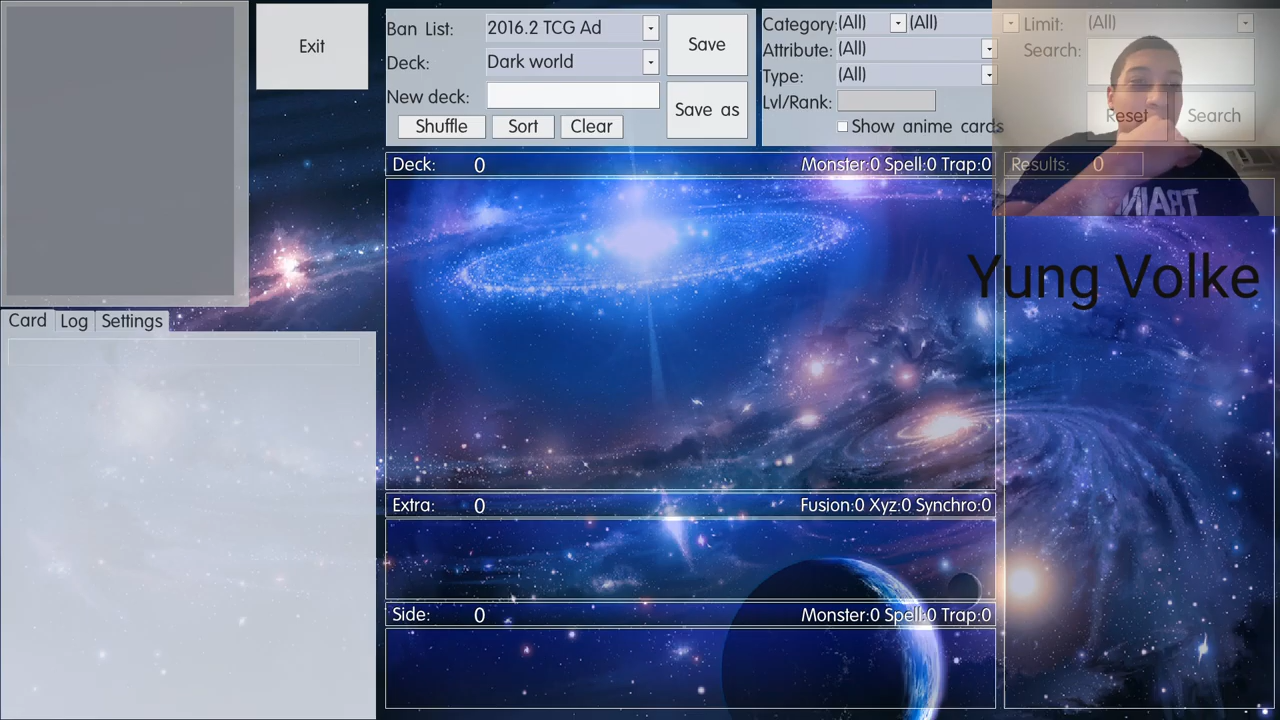 Exit
Ban List: 2016.2 TCG Ad
Deck: Dark world
New deck:
Shuffle Sort Clear
Save
Save as
Category: (All) (All)
Attribute: (All)
Type: (All)
Lvl/Rank:
Show anime cards
Limit: (All)
Search:
Reset Search
TRAIN
Deck: 0 Monster:0 Spell:0 Trap:0
Results: 0
Yung Volke
Card Log Settings
Extra: 0 Fusion:0 Xyz:0 Synchro:0
Side: 0 Monster:0 Spell:0 Trap:0